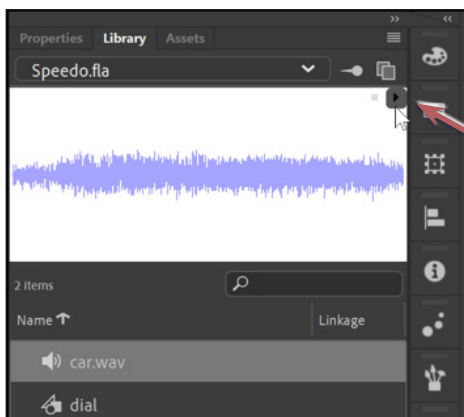 Properties Library Assets
Speedo.fla
2 items
Name Linkage
car.wav
dial